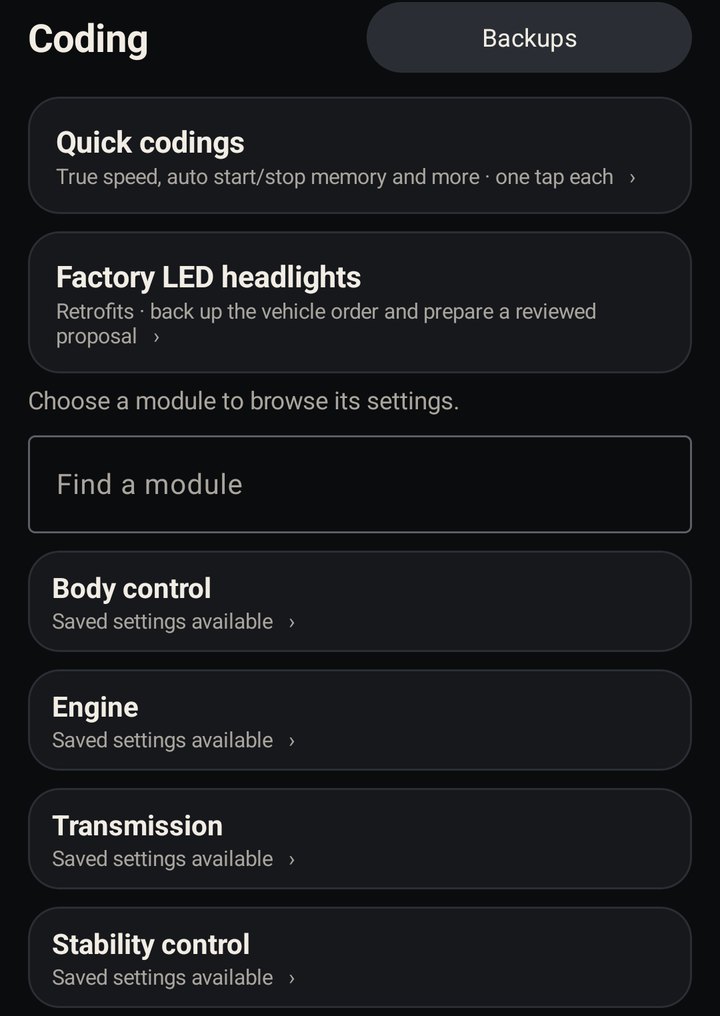 Coding
Backups
Quick codings
True speed, auto start/stop memory and more · one tap each ›
Factory LED headlights
Retrofits · back up the vehicle order and prepare a reviewed
proposal ›
Choose a module to browse its settings.
Find a module
Body control
Saved settings available ›
Engine
Saved settings available ›
Transmission
Saved settings available ›
Stability control
Saved settings available ›